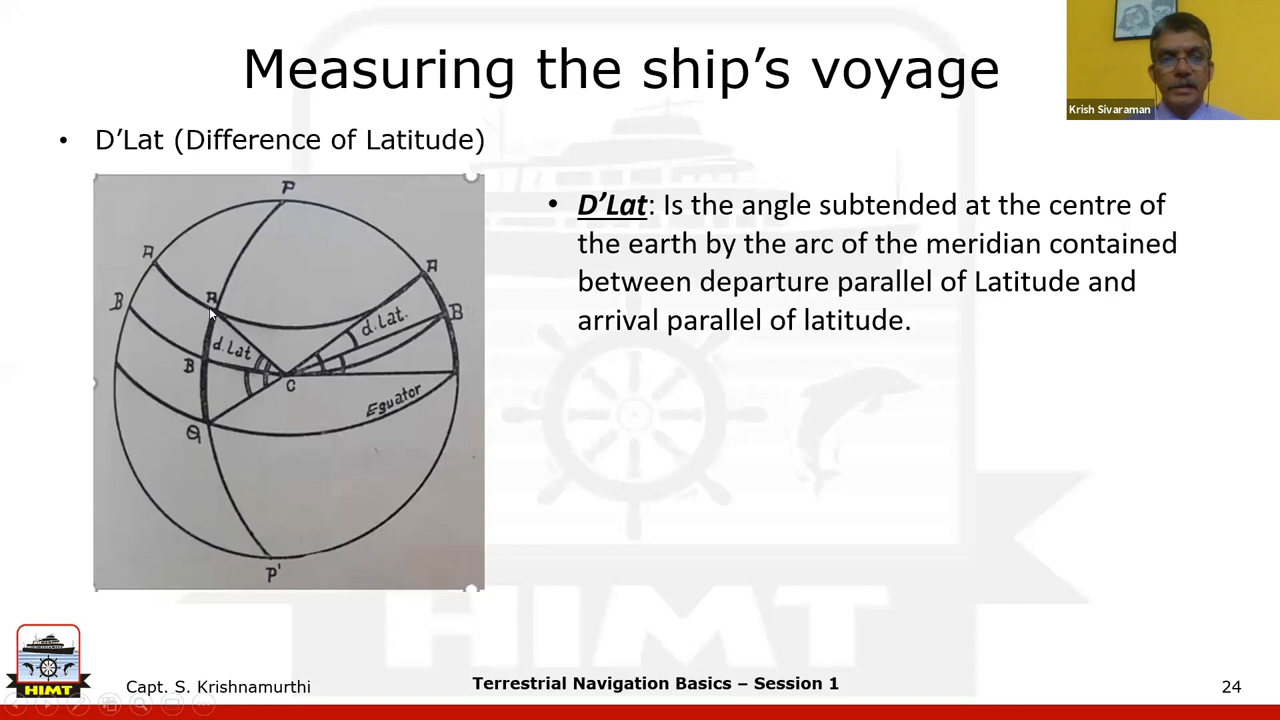 Measuring the ship’s voyage
Krish Sivaraman
• D’Lat (Difference of Latitude)
P
A
A
B
A
B
d.Lat.
d.Lat
B
C
Equator
Q
P'
• D’Lat: Is the angle subtended at the centre of
the earth by the arc of the meridian contained
between departure parallel of Latitude and
arrival parallel of latitude.
HIMT
HIMT
Capt. S. Krishnamurthi
Terrestrial Navigation Basics – Session 1
24